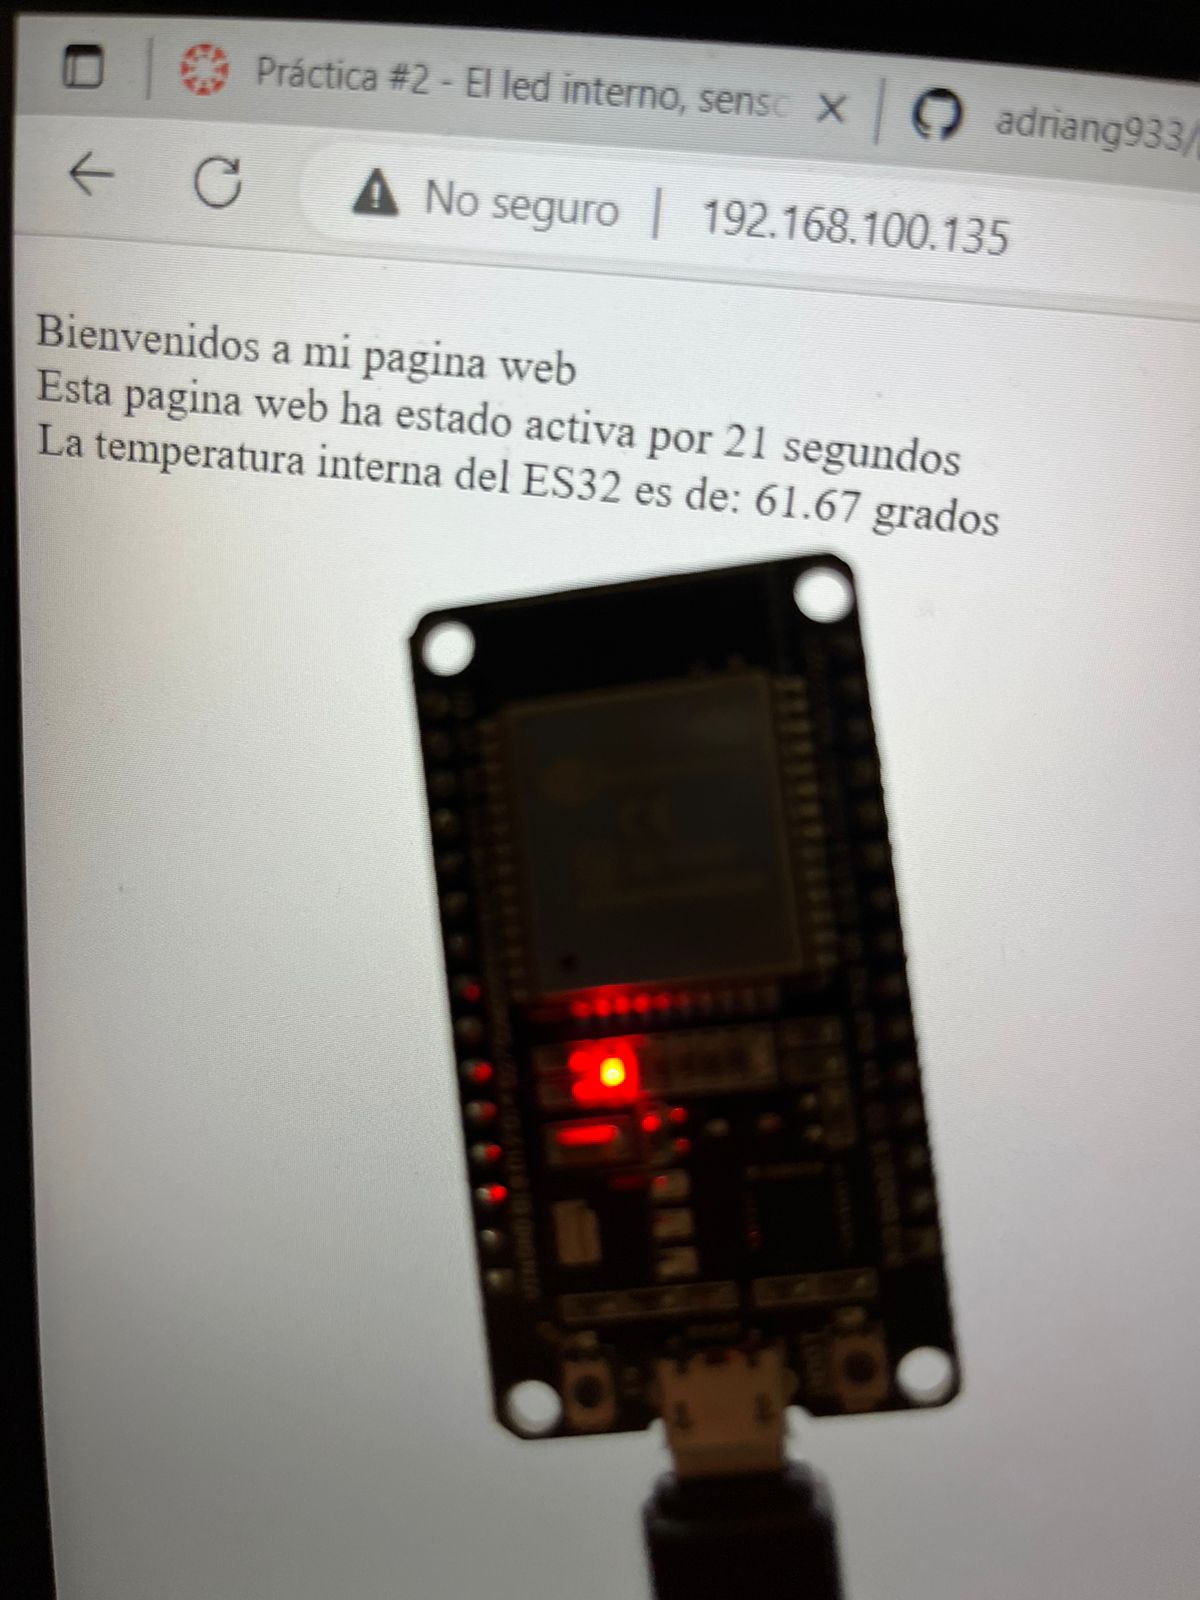 Práctica #2 - El led interno, senso
adriang933/
No seguro | 192.168.100.135
Bienvenidos a mi pagina web
Esta pagina web ha estado activa por 21 segundos
La temperatura interna del ES32 es de: 61.67 grados